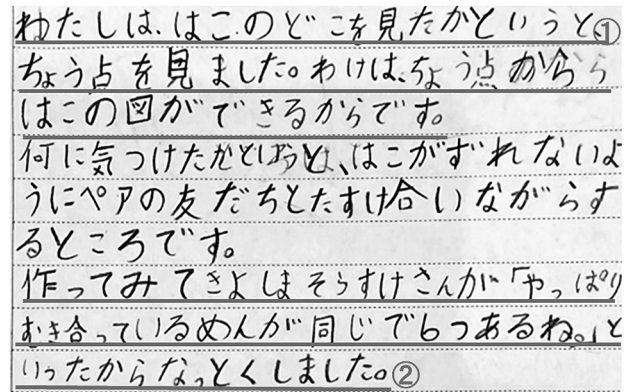 わたしは、はこのどこを見たかというと、①
ちょう点を見ました。わけは、ちょう点からら
はこの図ができるからです。
何に気つけたかとと、はこがずれないよ
うにペアの友だちとたすけ合いながらす
るところです。
作ってみてきよしまそらすけさんが「やっぱり
むき合っているめんが同じで6つあるね。」と
いったからなっとくしました。②